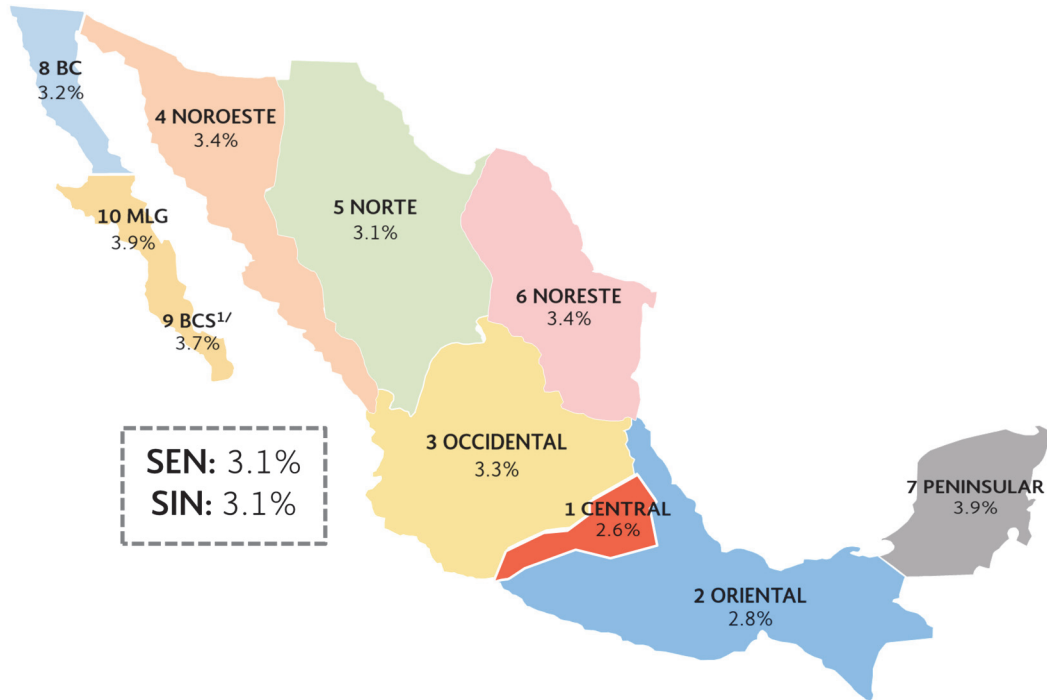 8 BC
3.2%
4 NOROESTE
3.4%
5 NORTE
3.1%
10 MLG
3.9%
6 NORESTE
3.4%
9 BCS¹/
3.7%
3 OCCIDENTAL
3.3%
SEN: 3.1%
SIN: 3.1%
7 PENINSULAR
3.9%
1 CENTRAL
2.6%
2 ORIENTAL
2.8%